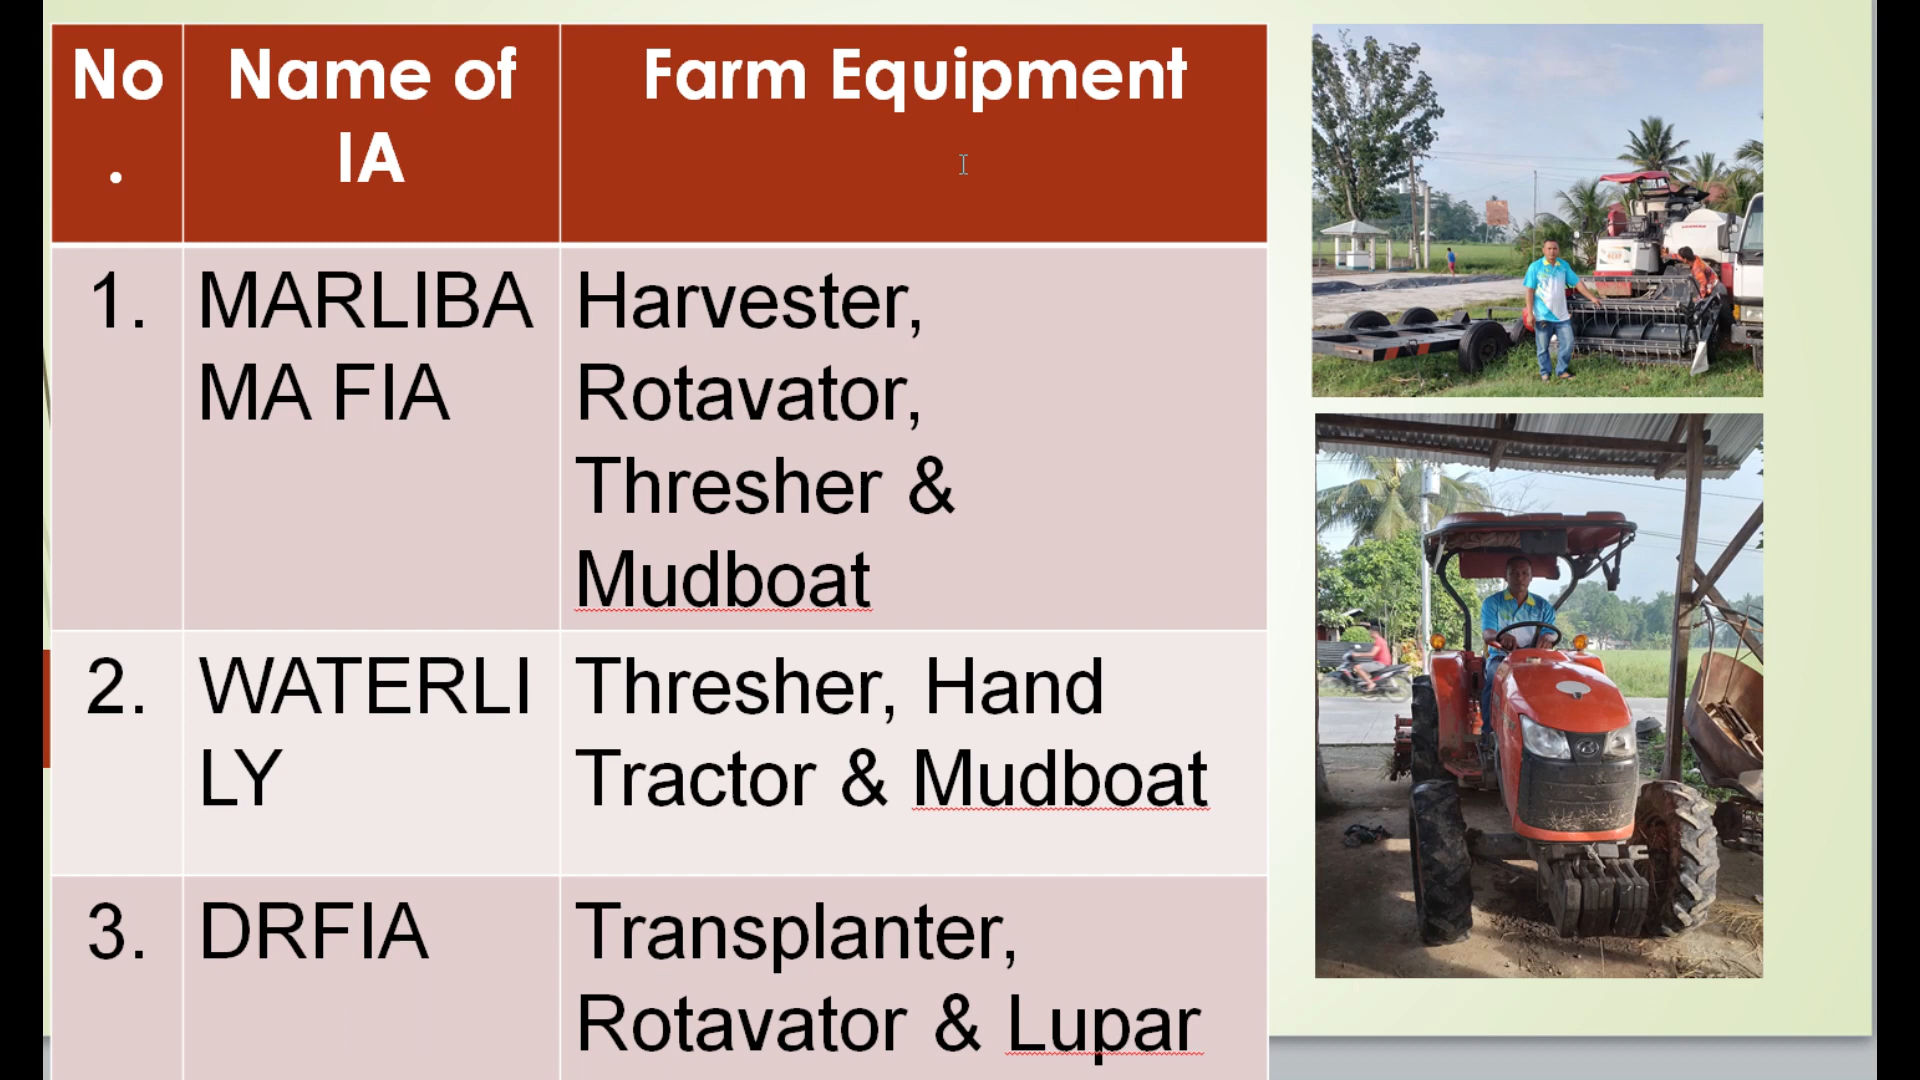 No
.
Name of
IA
Farm Equipment
1.
MARLIBA
MA FIA
Harvester,
Rotavator,
Thresher &
Mudboat
2.
WATERLI
LY
Thresher, Hand
Tractor & Mudboat
3.
DRFIA
Transplanter,
Rotavator & Lupar